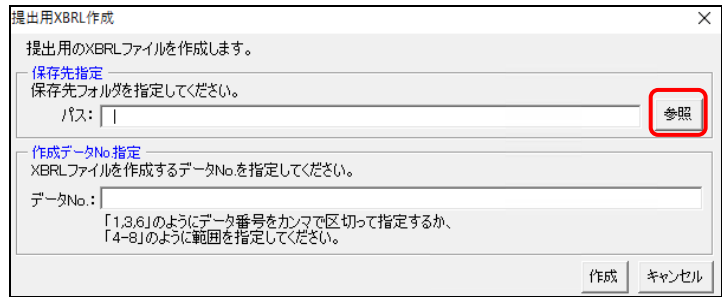 提出用XBRL作成
提出用のXBRLファイルを作成します。
保存先指定
保存先フォルダを指定してください。
パス:
参照
作成データNo.指定
XBRLファイルを作成するデータNo.を指定してください。
データNo.:
「1,3,6」のようにデータ番号をカンマで区切って指定するか、
「4-8」のように範囲を指定してください。
作成 キャンセル